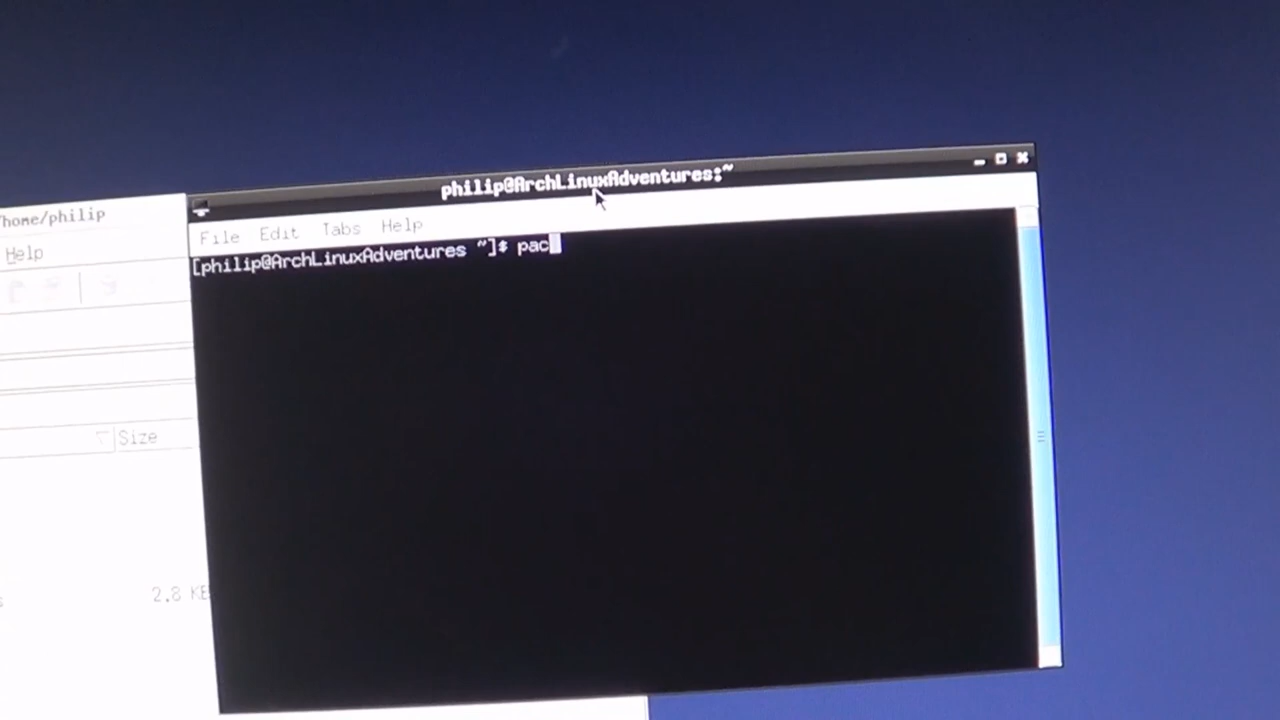 philip@ArchLinuxAdventures:~
/home/philip
File Edit Tabs Help
Help
[philip@ArchLinuxAdventures ~]$ pac
Size
2.8 KB